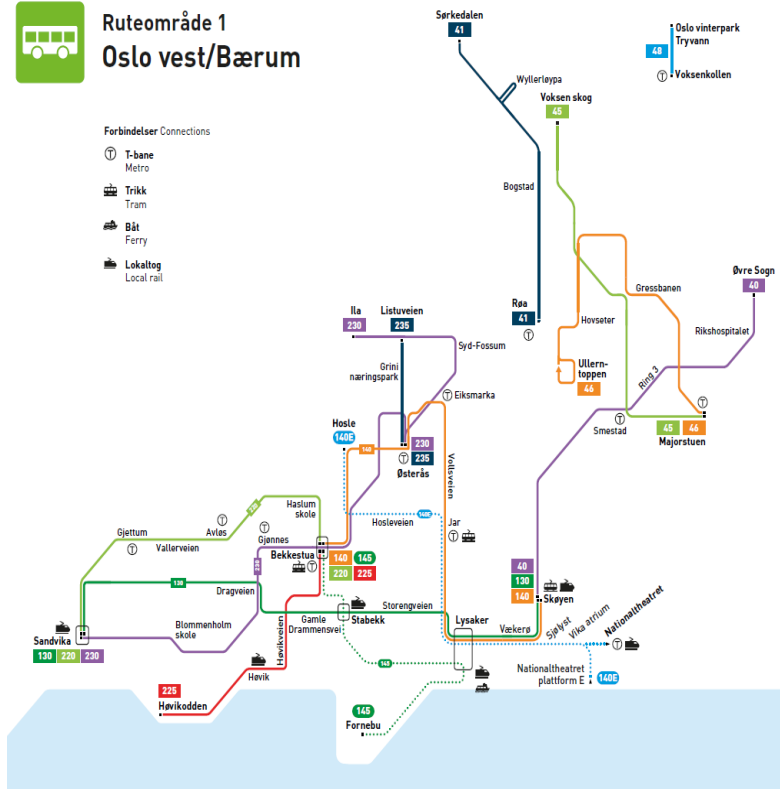 Ruteområde 1
Oslo vest/Bærum
Forbindelser Connections
T
T-bane
Metro
Trikk
Tram
Båt
Ferry
Lokaltog
Local rail
Sørkedalen
41
Wyllerløypa
Bogstad
Røa
41
T
Oslo vinterpark
Tryvann
48
T
Voksenkollen
Voksen skog
45
Gressbanen
Hovseter
Ullern-
toppen
46
Øvre Sogn
40
Rikshospitalet
Ring 3
T
Smestad
T
45 46
Majorstuen
Ila
230
Listuveien
235
Syd-Fossum
Grini
næringspark
T
Eiksmarka
Hosle
140E
140
230
235
T
Østerås
Vollsveien
Hosleveien
140E
Jar
T
Haslum
skole
220
T
Avløs
T
Gjønnes
Gjettum
T
Vallerveien
Bekkestua
T
140 145
220 225
230
130
Dragveien
Blommenholm
skole
Sandvika
130 220 230
Høvikveien
Høvik
225
Høvikodden
Gamle
Drammensvei
Stabekk
Storengveien
145
145
Fornebu
Lysaker
Vækerø
40
130
140
Skøyen
Sjølyst
Vika atrium
Nationaltheatret
T
Nationaltheatret
plattform E
140E